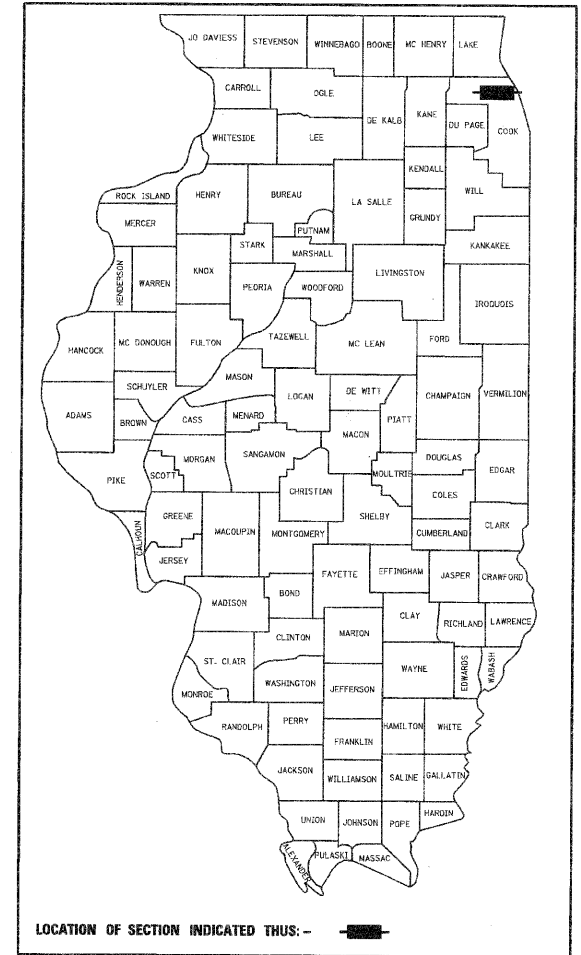 JO DAVIESS
STEVENSON
WINNEBAGO
BOONE
MC HENRY
LAKE
CARROLL
OGLE
DE KALB
KANE
DU PAGE
COOK
WHITESIDE
LEE
KENDALL
WILL
ROCK ISLAND
HENRY
BUREAU
LA SALLE
GRUNDY
MERCER
PUTNAM
STARK
MARSHALL
KANKAKEE
HENDERSON
WARREN
KNOX
PEORIA
WOODFORD
LIVINGSTON
IROQUOIS
HANCOCK
MC DONOUGH
FULTON
TAZEWELL
MC LEAN
FORD
SCHUYLER
MASON
LOGAN
DE WITT
CHAMPAIGN
VERMILION
ADAMS
BROWN
CASS
MENARD
MACON
PIATT
MORGAN
SANGAMON
DOUGLAS
EDGAR
PIKE
SCOTT
CHRISTIAN
MOULTRIE
COLES
GREENE
MACOUPIN
MONTGOMERY
SHELBY
CUMBERLAND
CLARK
CALHOUN
JERSEY
FAYETTE
EFFINGHAM
JASPER
CRAWFORD
MADISON
BOND
CLAY
RICHLAND
LAWRENCE
CLINTON
MARION
ST. CLAIR
WAYNE
EDWARDS
WABASH
WASHINGTON
JEFFERSON
MONROE
RANDOLPH
PERRY
HAMILTON
WHITE
FRANKLIN
JACKSON
WILLIAMSON
SALINE
GALLATIN
UNION
JOHNSON
POPE
HARDIN
ALEXANDER
PULASKI
MASSAC
LOCATION OF SECTION INDICATED THUS: -